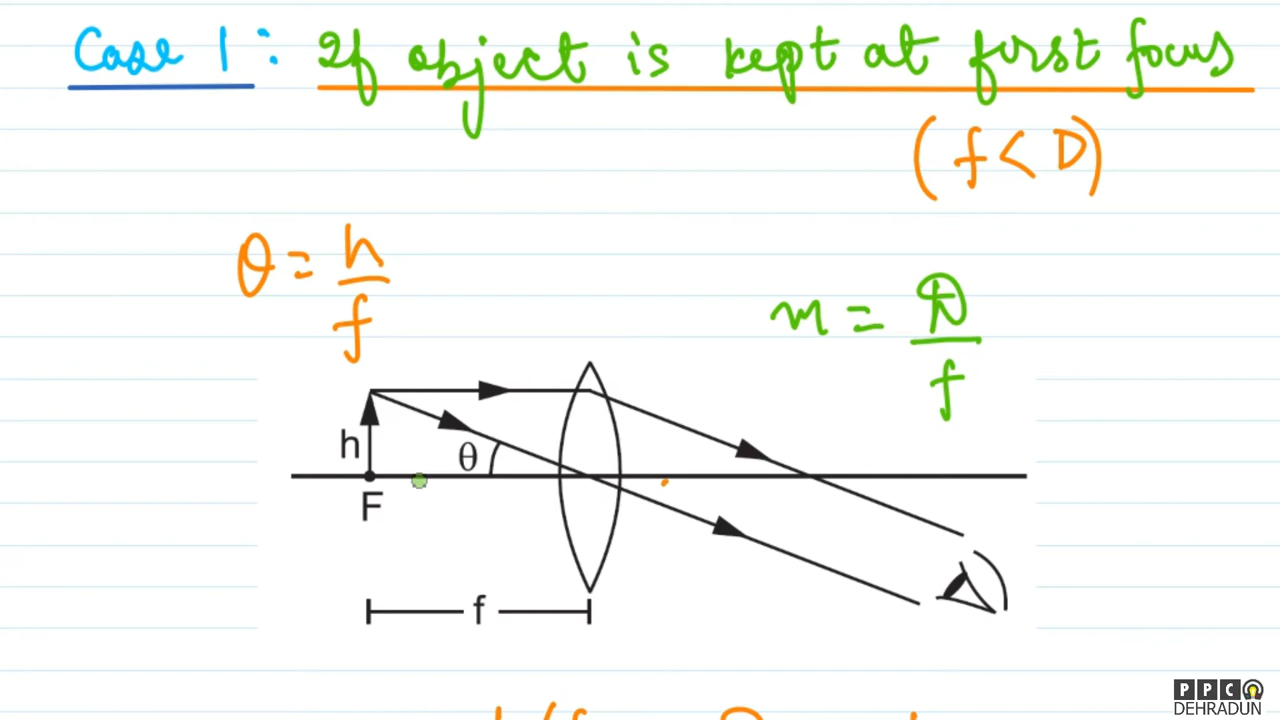 Case 1: If object is kept at first focus
(f < D)
θ = h/f
m = D/f
h
θ
F
f
PPC
DEHRADUN